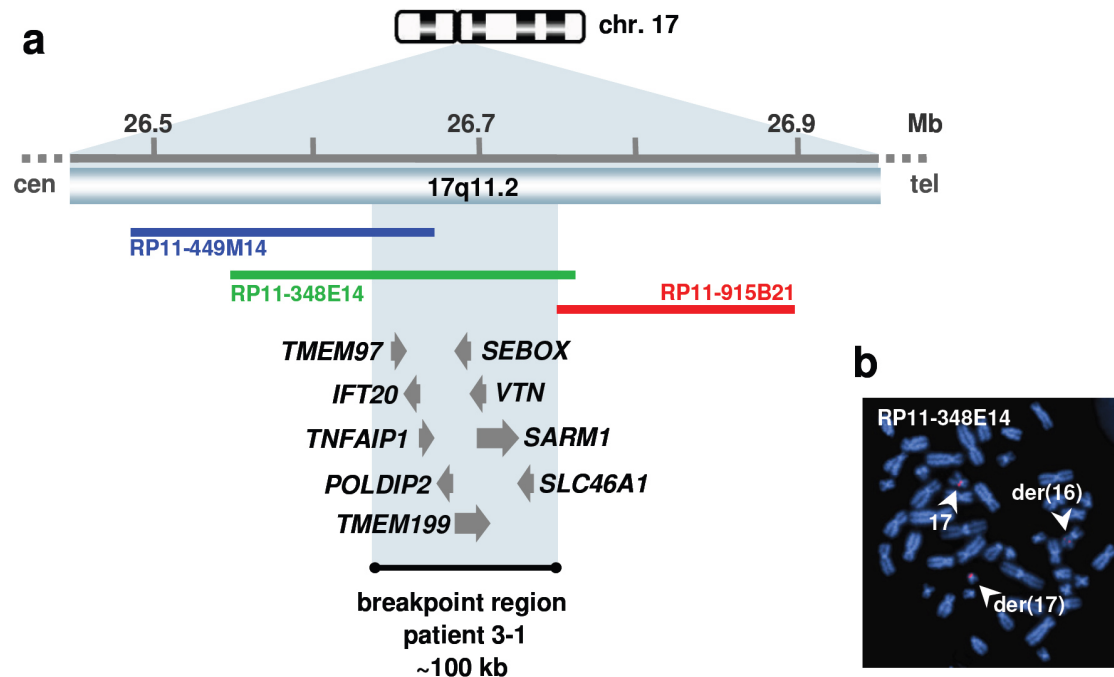 a
chr. 17
26.5 26.7 26.9 Mb
cen 17q11.2 tel
RP11-449M14
RP11-348E14 RP11-915B21
TMEM97 SEBOX
IFT20 VTN
TNFAIP1 SARM1
POLDIP2 SLC46A1
TMEM199
breakpoint region
patient 3-1
~100 kb
b
RP11-348E14
der(16)
17
der(17)